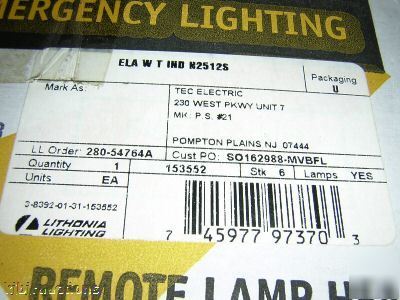 MERGENCY LIGHTING
ELA W T IND N2512S
Packaging
U
Mark As:
TEC ELECTRIC
230 WEST PKWY UNIT 7
MK: P.S. #21
POMPTON PLAINS NJ 07444
LL Order: 280-54764A
Cust PO: SO162988-MVBFL
Quantity 1
153552
Stk 6 Lamps YES
Units EA
3-8392-01-31-153552
LITHONIA
LIGHTING
7 45977 97370 3
REMOTE LAMP H